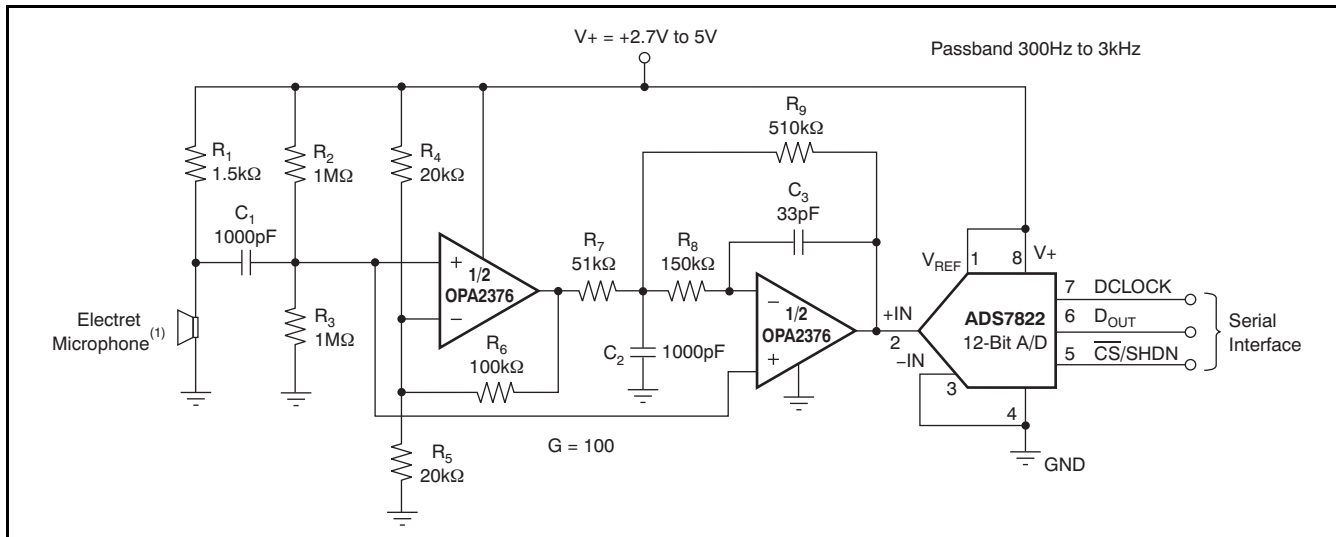 V+ = +2.7V to 5V
Passband 300Hz to 3kHz
R1
1.5kΩ
R2
1MΩ
R4
20kΩ
R9
510kΩ
C1
1000pF
C3
33pF
R7
51kΩ
R8
150kΩ
+
1/2
OPA2376
−
VREF
1
8
V+
7
DCLOCK
ADS7822
12-Bit A/D
6
DOUT
5
CS/SHDN
Serial
Interface
+IN
2
−IN
3
4
−
1/2
OPA2376
+
Electret
Microphone(1)
R3
1MΩ
R6
100kΩ
C2
1000pF
G = 100
R5
20kΩ
GND